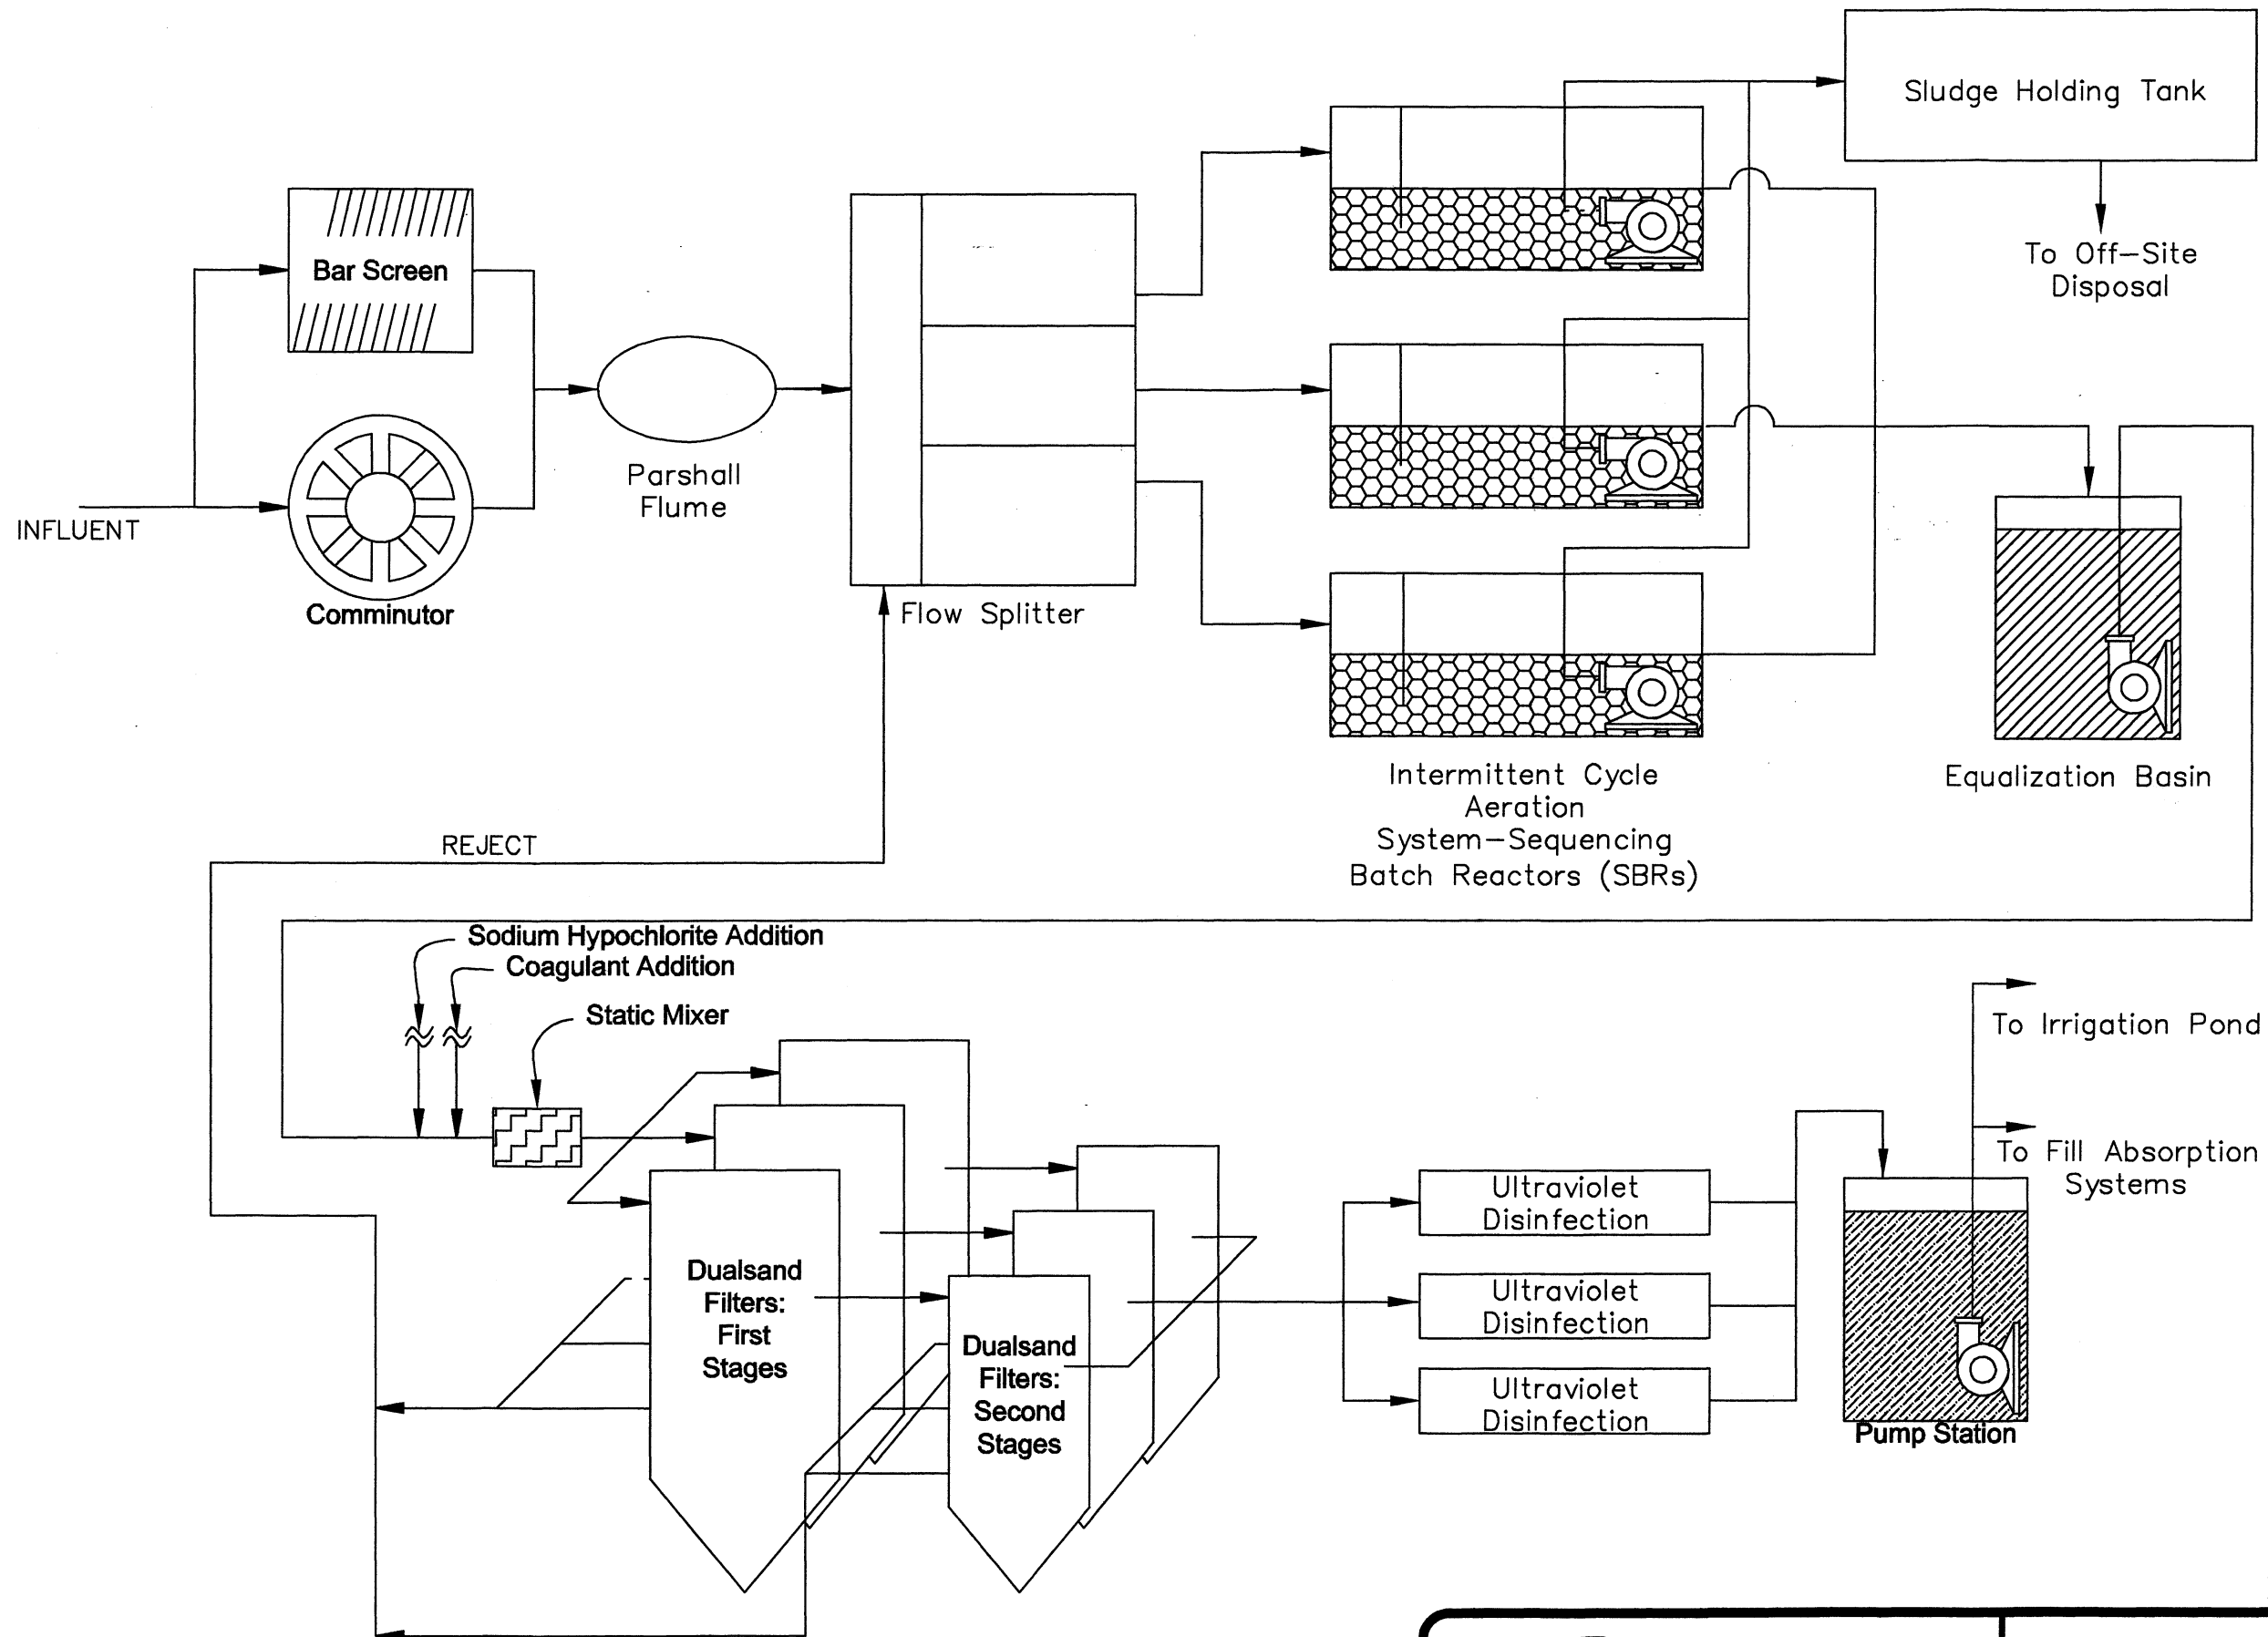 Sludge Holding Tank
To Off-Site
Disposal
Bar Screen
INFLUENT
Comminutor
Parshall
Flume
Flow Splitter
Intermittent Cycle
Aeration
System-Sequencing
Batch Reactors (SBRs)
Equalization Basin
REJECT
Sodium Hypochlorite Addition
Coagulant Addition
Static Mixer
Dualsand
Filters:
First
Stages
Dualsand
Filters:
Second
Stages
Ultraviolet
Disinfection
Ultraviolet
Disinfection
Ultraviolet
Disinfection
To Irrigation Pond
To Fill Absorption
Systems
Pump Station